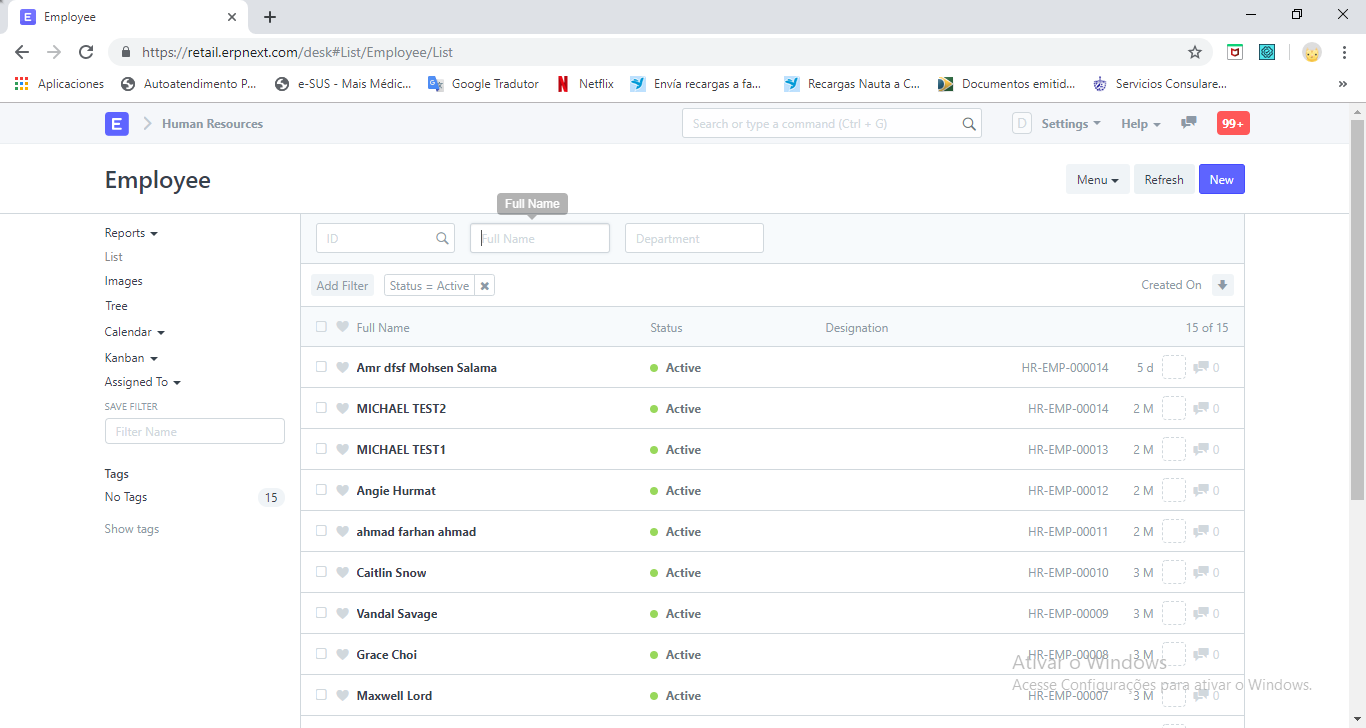 Employee
https://retail.erpnext.com/desk#List/Employee/List
Aplicaciones Autoatendimento P... e-SUS - Mais Médic... Google Tradutor Netflix Envía recargas a fa... Recargas Nauta a C... Documentos emitid... Servicios Consulare... »
E Human Resources Search or type a command (Ctrl + G) D Settings Help 99+
Employee Menu Refresh New
Full Name
Reports
List
Images
Tree
Calendar
Kanban
Assigned To
SAVE FILTER
Filter Name
Tags
No Tags 15
Show tags
ID Full Name Department
Add Filter Status = Active Created On
Full Name Status Designation 15 of 15
Amr dfsf Mohsen Salama Active HR-EMP-000014 5 d 0
MICHAEL TEST2 Active HR-EMP-00014 2 M 0
MICHAEL TEST1 Active HR-EMP-00013 2 M 0
Angie Hurmat Active HR-EMP-00012 2 M 0
ahmad farhan ahmad Active HR-EMP-00011 2 M 0
Caitlin Snow Active HR-EMP-00010 3 M 0
Vandal Savage Active HR-EMP-00009 3 M 0
Grace Choi Active HR-EMP-00008 3 M 0
Maxwell Lord Active HR-EMP-00007 3 M 0
Ativar o Windows
Acesse Configurações para ativar o Windows.